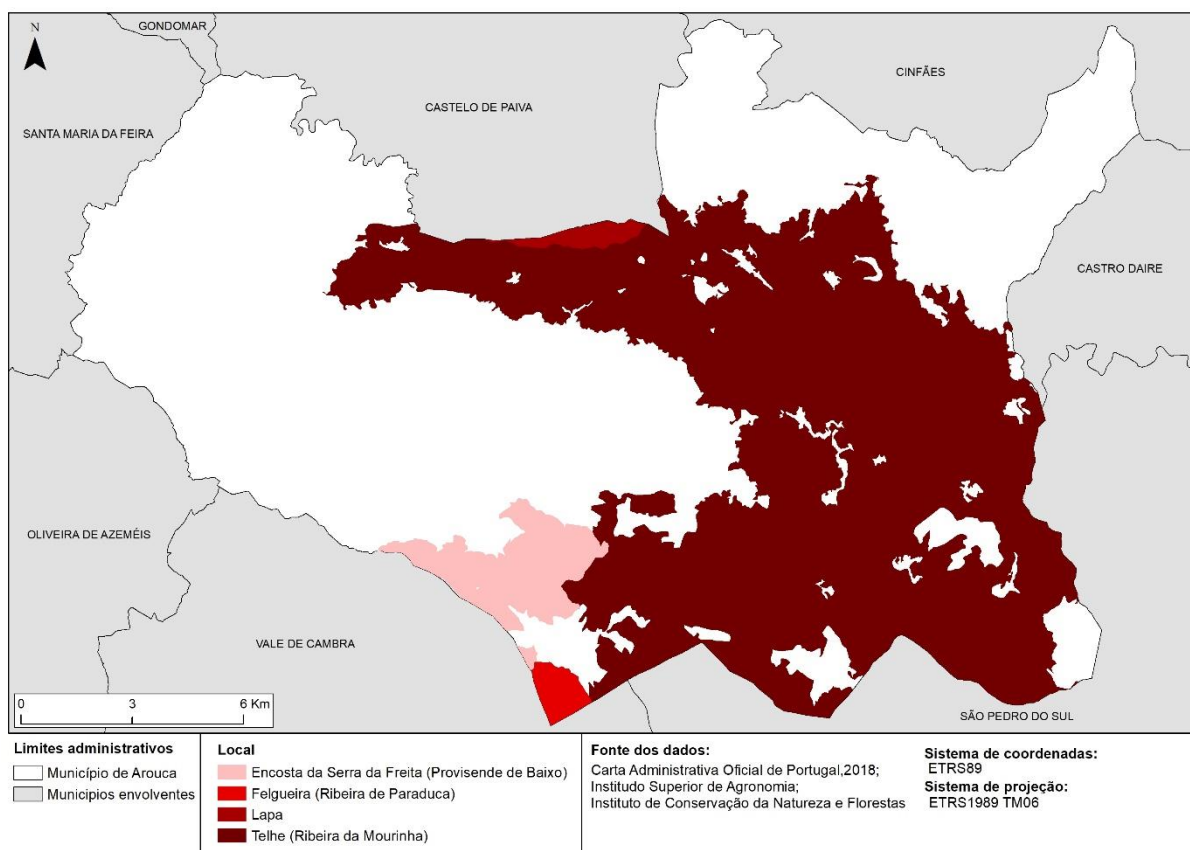 N
GONDOMAR
CINFÃES
CASTELO DE PAIVA
SANTA MARIA DA FEIRA
CASTRO DAIRE
OLIVEIRA DE AZEMÉIS
VALE DE CAMBRA
0 3 6 Km
SÃO PEDRO DO SUL
Limites administrativos
Município de Arouca
Municipios envolventes
Local
Encosta da Serra da Freita (Provisende de Baixo)
Felgueira (Ribeira de Paraduca)
Lapa
Telhe (Ribeira da Mourinha)
Fonte dos dados:
Carta Administrativa Oficial de Portugal,2018;
Institudo Superior de Agronomia;
Instituto de Conservação da Natureza e Florestas
Sistema de coordenadas:
ETRS89
Sistema de projeção:
ETRS1989 TM06